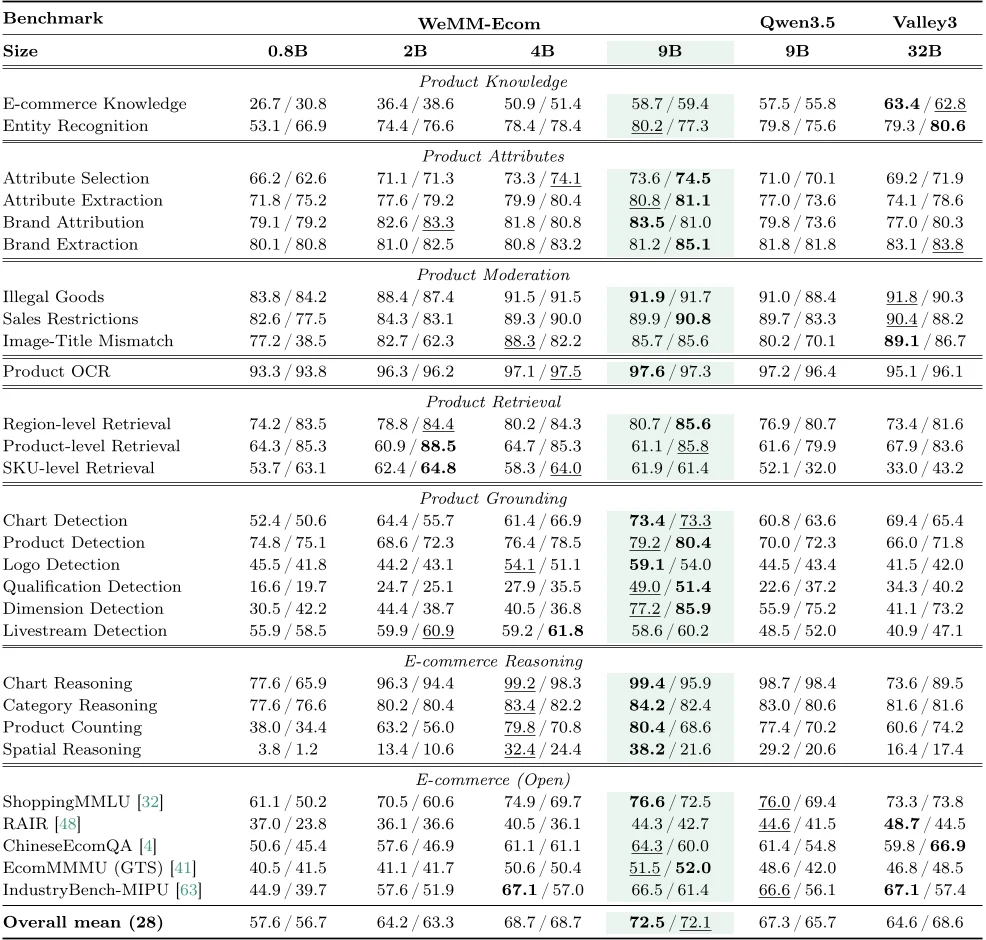 Benchmark WeMM-Ecom Qwen3.5 Valley3
Size 0.8B 2B 4B 9B 9B 32B
Product Knowledge
E-commerce Knowledge 26.7 / 30.8 36.4 / 38.6 50.9 / 51.4 58.7 / 59.4 57.5 / 55.8 63.4 / 62.8
Entity Recognition 53.1 / 66.9 74.4 / 76.6 78.4 / 78.4 80.2 / 77.3 79.8 / 75.6 79.3 / 80.6
Product Attributes
Attribute Selection 66.2 / 62.6 71.1 / 71.3 73.3 / 74.1 73.6 / 74.5 71.0 / 70.1 69.2 / 71.9
Attribute Extraction 71.8 / 75.2 77.6 / 79.2 79.9 / 80.4 80.8 / 81.1 77.0 / 73.6 74.1 / 78.6
Brand Attribution 79.1 / 79.2 82.6 / 83.3 81.8 / 80.8 83.5 / 81.0 79.8 / 73.6 77.0 / 80.3
Brand Extraction 80.1 / 80.8 81.0 / 82.5 80.8 / 83.2 81.2 / 85.1 81.8 / 81.8 83.1 / 83.8
Product Moderation
Illegal Goods 83.8 / 84.2 88.4 / 87.4 91.5 / 91.5 91.9 / 91.7 91.0 / 88.4 91.8 / 90.3
Sales Restrictions 82.6 / 77.5 84.3 / 83.1 89.3 / 90.0 89.9 / 90.8 89.7 / 83.3 90.4 / 88.2
Image-Title Mismatch 77.2 / 38.5 82.7 / 62.3 88.3 / 82.2 85.7 / 85.6 80.2 / 70.1 89.1 / 86.7
Product OCR 93.3 / 93.8 96.3 / 96.2 97.1 / 97.5 97.6 / 97.3 97.2 / 96.4 95.1 / 96.1
Product Retrieval
Region-level Retrieval 74.2 / 83.5 78.8 / 84.4 80.2 / 84.3 80.7 / 85.6 76.9 / 80.7 73.4 / 81.6
Product-level Retrieval 64.3 / 85.3 60.9 / 88.5 64.7 / 85.3 61.1 / 85.8 61.6 / 79.9 67.9 / 83.6
SKU-level Retrieval 53.7 / 63.1 62.4 / 64.8 58.3 / 64.0 61.9 / 61.4 52.1 / 32.0 33.0 / 43.2
Product Grounding
Chart Detection 52.4 / 50.6 64.4 / 55.7 61.4 / 66.9 73.4 / 73.3 60.8 / 63.6 69.4 / 65.4
Product Detection 74.8 / 75.1 68.6 / 72.3 76.4 / 78.5 79.2 / 80.4 70.0 / 72.3 66.0 / 71.8
Logo Detection 45.5 / 41.8 44.2 / 43.1 54.1 / 51.1 59.1 / 54.0 44.5 / 43.4 41.5 / 42.0
Qualification Detection 16.6 / 19.7 24.7 / 25.1 27.9 / 35.5 49.0 / 51.4 22.6 / 37.2 34.3 / 40.2
Dimension Detection 30.5 / 42.2 44.4 / 38.7 40.5 / 36.8 77.2 / 85.9 55.9 / 75.2 41.1 / 73.2
Livestream Detection 55.9 / 58.5 59.9 / 60.9 59.2 / 61.8 58.6 / 60.2 48.5 / 52.0 40.9 / 47.1
E-commerce Reasoning
Chart Reasoning 77.6 / 65.9 96.3 / 94.4 99.2 / 98.3 99.4 / 95.9 98.7 / 98.4 73.6 / 89.5
Category Reasoning 77.6 / 76.6 80.2 / 80.4 83.4 / 82.2 84.2 / 82.4 83.0 / 80.6 81.6 / 81.6
Product Counting 38.0 / 34.4 63.2 / 56.0 79.8 / 70.8 80.4 / 68.6 77.4 / 70.2 60.6 / 74.2
Spatial Reasoning 3.8 / 1.2 13.4 / 10.6 32.4 / 24.4 38.2 / 21.6 29.2 / 20.6 16.4 / 17.4
E-commerce (Open)
ShoppingMMLU [32] 61.1 / 50.2 70.5 / 60.6 74.9 / 69.7 76.6 / 72.5 76.0 / 69.4 73.3 / 73.8
RAIR [48] 37.0 / 23.8 36.1 / 36.6 40.5 / 36.1 44.3 / 42.7 44.6 / 41.5 48.7 / 44.5
ChineseEcomQA [4] 50.6 / 45.4 57.6 / 46.9 61.1 / 61.1 64.3 / 60.0 61.4 / 54.8 59.8 / 66.9
EcomMMMU (GTS) [41] 40.5 / 41.5 41.1 / 41.7 50.6 / 50.4 51.5 / 52.0 48.6 / 42.0 46.8 / 48.5
IndustryBench-MIPU [63] 44.9 / 39.7 57.6 / 51.9 67.1 / 57.0 66.5 / 61.4 66.6 / 56.1 67.1 / 57.4
Overall mean (28) 57.6 / 56.7 64.2 / 63.3 68.7 / 68.7 72.5 / 72.1 67.3 / 65.7 64.6 / 68.6